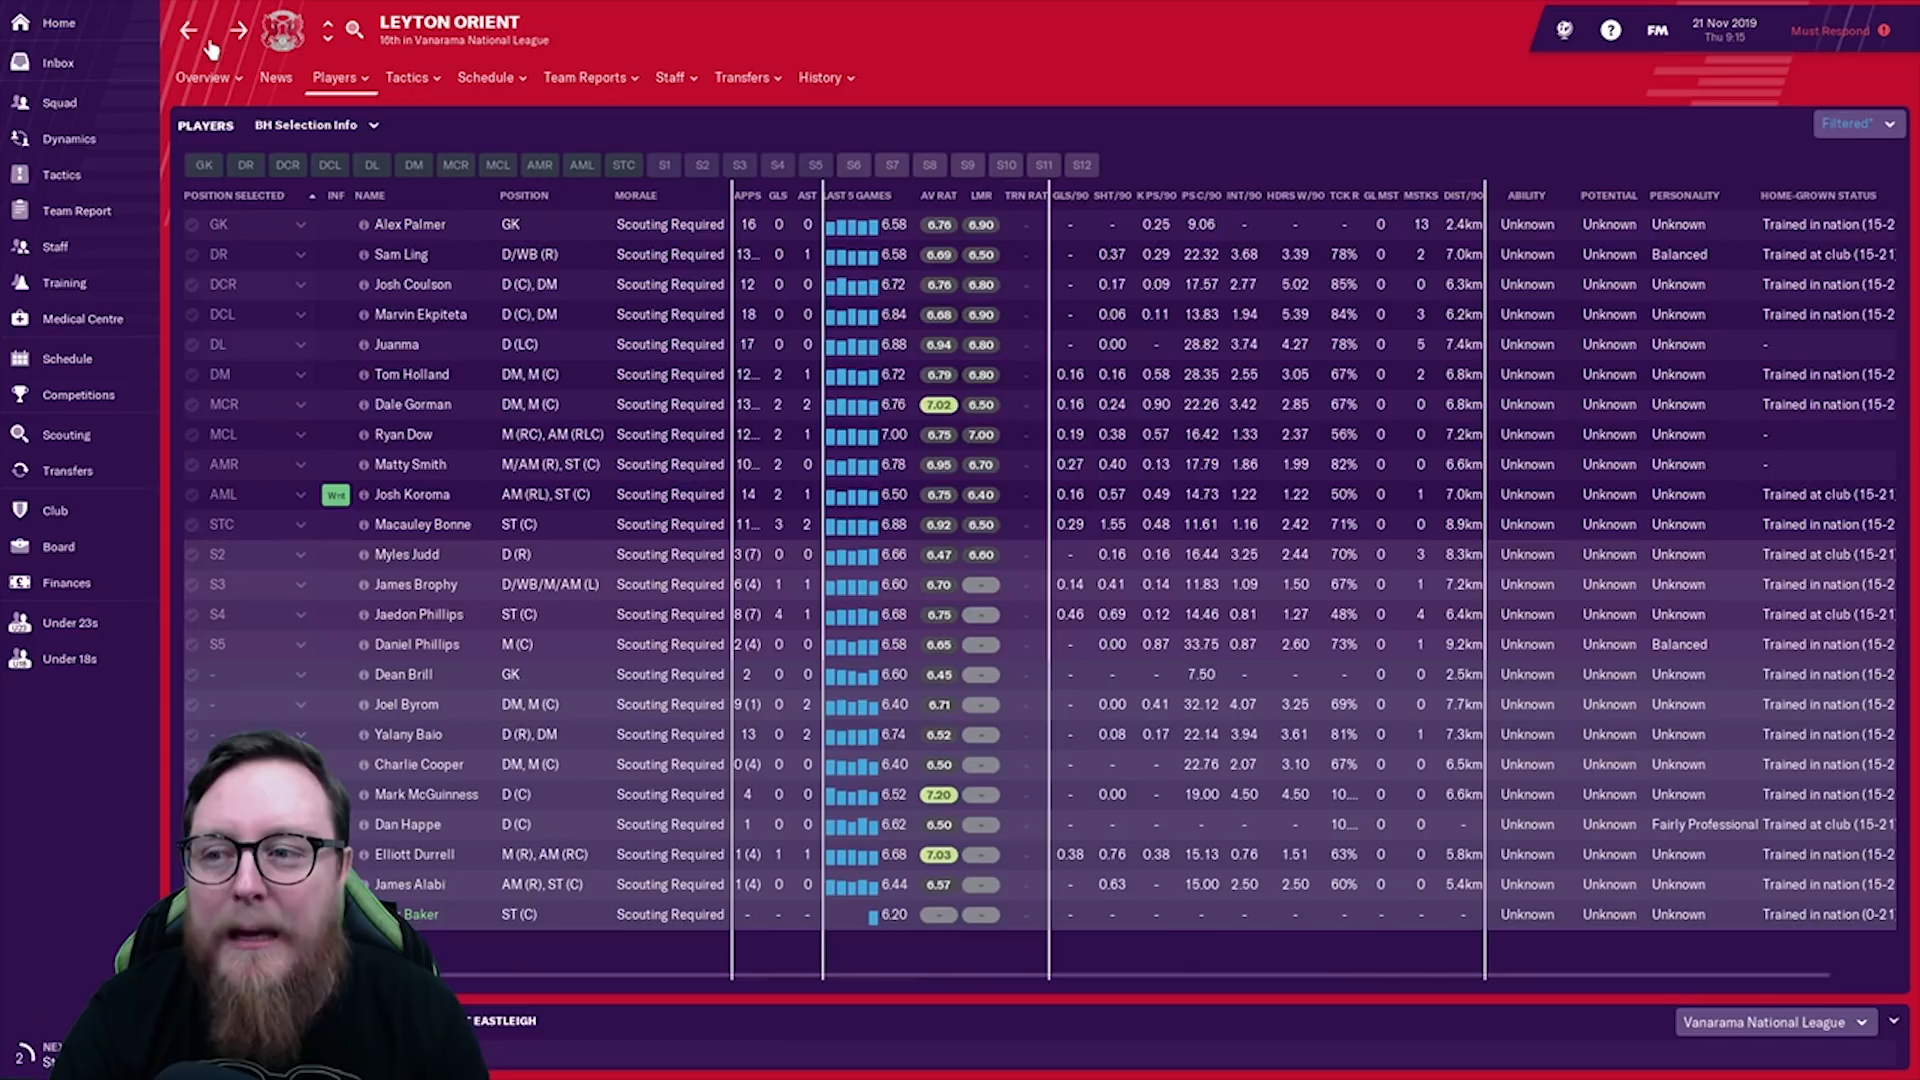 Home
Inbox
Squad
Dynamics
Tactics
Team Report
Staff
Training
Medical Centre
Schedule
Competitions
Scouting
Transfers
Club
Board
Finances
Under 23s
Under 18s
LEYTON ORIENT
16th in Vanarama National League
FM
21 Nov 2019
Thu 9:15
Must Respond
Overview News Players Tactics Schedule Team Reports Staff Transfers History
PLAYERS BH Selection Info Filtered*
GK DR DCR DCL DL DM MCR MCL AMR AML STC S1 S2 S3 S4 S5 S6 S7 S8 S9 S10 S11 S12
POSITION SELECTED INF NAME POSITION MORALE APPS GLS AST LAST 5 GAMES AV RAT LMR TRN RAT GLS/90 SHT/90 K PS/90 PS C/90 INT/90 HDRS W/90 TCK R GL MST MSTKS DIST/90 ABILITY POTENTIAL PERSONALITY HOME-GROWN STATUS
GK Alex Palmer GK Scouting Required 16 0 0 6.58 6.76 6.90 - - - 0.25 9.06 - - - 0 13 2.4km Unknown Unknown Unknown Trained in nation (15-2
DR Sam Ling D/WB (R) Scouting Required 13... 0 1 6.58 6.69 6.50 - - 0.37 0.29 22.32 3.68 3.39 78% 0 2 7.0km Unknown Unknown Balanced Trained at club (15-21
DCR Josh Coulson D (C), DM Scouting Required 12 0 0 6.72 6.76 6.80 - - 0.17 0.09 17.57 2.77 5.02 85% 0 0 6.3km Unknown Unknown Unknown Trained in nation (15-2
DCL Marvin Ekpiteta D (C), DM Scouting Required 18 0 0 6.84 6.68 6.90 - - 0.06 0.11 13.83 1.94 5.39 84% 0 3 6.2km Unknown Unknown Unknown Trained in nation (15-2
DL Juanma D (LC) Scouting Required 17 0 0 6.88 6.94 6.80 - - 0.00 - 28.82 3.74 4.27 78% 0 5 7.4km Unknown Unknown Unknown -
DM Tom Holland DM, M (C) Scouting Required 12... 2 1 6.72 6.79 6.80 - 0.16 0.16 0.58 28.35 2.55 3.05 67% 0 2 6.8km Unknown Unknown Unknown Trained in nation (15-2
MCR Dale Gorman DM, M (C) Scouting Required 13... 2 2 6.76 7.02 6.50 - 0.16 0.24 0.90 22.26 3.42 2.85 67% 0 0 6.8km Unknown Unknown Unknown Trained in nation (15-2
MCL Ryan Dow M (RC), AM (RLC) Scouting Required 12... 2 1 7.00 6.75 7.00 - 0.19 0.38 0.57 16.42 1.33 2.37 56% 0 0 7.2km Unknown Unknown Unknown -
AMR Matty Smith M/AM (R), ST (C) Scouting Required 10... 2 0 6.78 6.95 6.70 - 0.27 0.40 0.13 17.79 1.86 1.99 82% 0 0 6.6km Unknown Unknown Unknown -
AML Wnt Josh Koroma AM (RL), ST (C) Scouting Required 14 2 1 6.50 6.75 6.40 - 0.16 0.57 0.49 14.73 1.22 1.22 50% 0 1 7.0km Unknown Unknown Unknown Trained at club (15-21
STC Macauley Bonne ST (C) Scouting Required 11... 3 2 6.88 6.92 6.50 - 0.29 1.55 0.48 11.61 1.16 2.42 71% 0 0 8.9km Unknown Unknown Unknown Trained in nation (15-2
S2 Myles Judd D (R) Scouting Required 3 (7) 0 0 6.66 6.47 6.60 - - 0.16 0.16 16.44 3.25 2.44 70% 0 3 8.3km Unknown Unknown Unknown Trained at club (15-21
S3 James Brophy D/WB/M/AM (L) Scouting Required 6 (4) 1 1 6.60 6.70 - - 0.14 0.41 0.14 11.83 1.09 1.50 67% 0 1 7.2km Unknown Unknown Unknown Trained in nation (15-2
S4 Jaedon Phillips ST (C) Scouting Required 8 (7) 4 1 6.68 6.75 - - 0.46 0.69 0.12 14.46 0.81 1.27 48% 0 4 6.4km Unknown Unknown Unknown Trained at club (15-21
S5 Daniel Phillips M (C) Scouting Required 2 (4) 0 0 6.58 6.65 - - - 0.00 0.87 33.75 0.87 2.60 73% 0 1 9.2km Unknown Unknown Balanced Trained in nation (15-2
- Dean Brill GK Scouting Required 2 0 0 6.60 6.45 - - - - - 7.50 - - - 0 0 2.5km Unknown Unknown Unknown Trained in nation (15-2
- Joel Byrom DM, M (C) Scouting Required 9 (1) 0 2 6.40 6.71 - - - 0.00 0.41 32.12 4.07 3.25 69% 0 0 7.7km Unknown Unknown Unknown Trained in nation (15-2
- Yalany Baio D (R), DM Scouting Required 13 0 2 6.74 6.52 - - - 0.08 0.17 22.14 3.94 3.61 81% 0 1 7.3km Unknown Unknown Unknown Trained in nation (15-2
Charlie Cooper DM, M (C) Scouting Required 0 (4) 0 0 6.40 6.50 - - - - - 22.76 2.07 3.10 67% 0 0 6.5km Unknown Unknown Unknown Trained in nation (15-2
Mark McGuinness D (C) Scouting Required 4 0 0 6.52 7.20 - - - 0.00 - 19.00 4.50 4.50 10.... 0 0 6.6km Unknown Unknown Unknown Trained in nation (15-2
Dan Happe D (C) Scouting Required 1 0 0 6.62 6.50 - - - - - - - - 10.... 0 0 - Unknown Unknown Fairly Professional Trained at club (15-21
Elliott Durrell M (R), AM (RC) Scouting Required 1 (4) 1 1 6.68 7.03 - - 0.38 0.76 0.38 15.13 0.76 1.51 63% 0 0 5.8km Unknown Unknown Unknown Trained in nation (15-2
James Alabi AM (R), ST (C) Scouting Required 1 (4) 0 0 6.44 6.57 - - - 0.63 - 15.00 2.50 2.50 60% 0 0 5.4km Unknown Unknown Unknown Trained in nation (15-2
Baker ST (C) Scouting Required - - - 6.20 - - - - - - - - - - - - - Unknown Unknown Unknown Trained in nation (0-21
EASTLEIGH
Vanarama National League
2